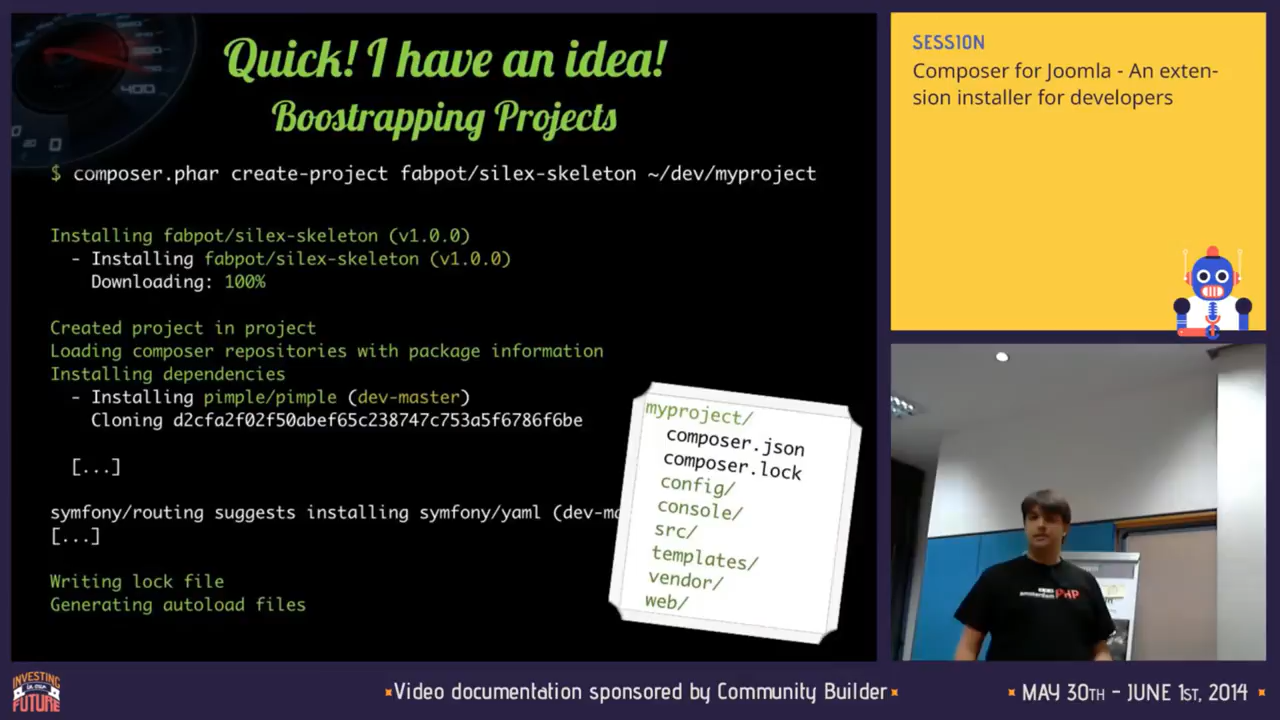 Quick! I have an idea!
Boostrapping Projects
$ composer.phar create-project fabpot/silex-skeleton ~/dev/myproject
Installing fabpot/silex-skeleton (v1.0.0)
- Installing fabpot/silex-skeleton (v1.0.0)
Downloading: 100%
Created project in project
Loading composer repositories with package information
Installing dependencies
- Installing pimple/pimple (dev-master)
Cloning d2cfa2f02f50abef65c238747c753a5f6786f6be
[...]
symfony/routing suggests installing symfony/yaml (dev-ma
[...]
Writing lock file
Generating autoload files
myproject/
composer.json
composer.lock
config/
console/
src/
templates/
vendor/
web/
SESSION
Composer for Joomla - An exten-
sion installer for developers
amsterdam PHP
INVESTING
IN OUR
FUTURE
Video documentation sponsored by Community Builder
MAY 30TH - JUNE 1ST, 2014